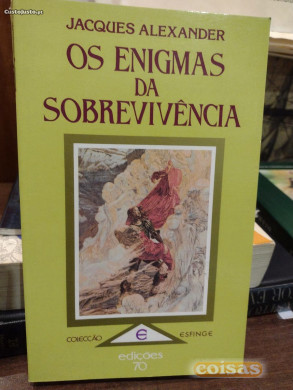 CustoJusto.pt
JACQUES ALEXANDER
OS ENIGMAS
DA
SOBREVIVÊNCIA
COLECÇÃO
E
ESFINGE
edições
70
coisas